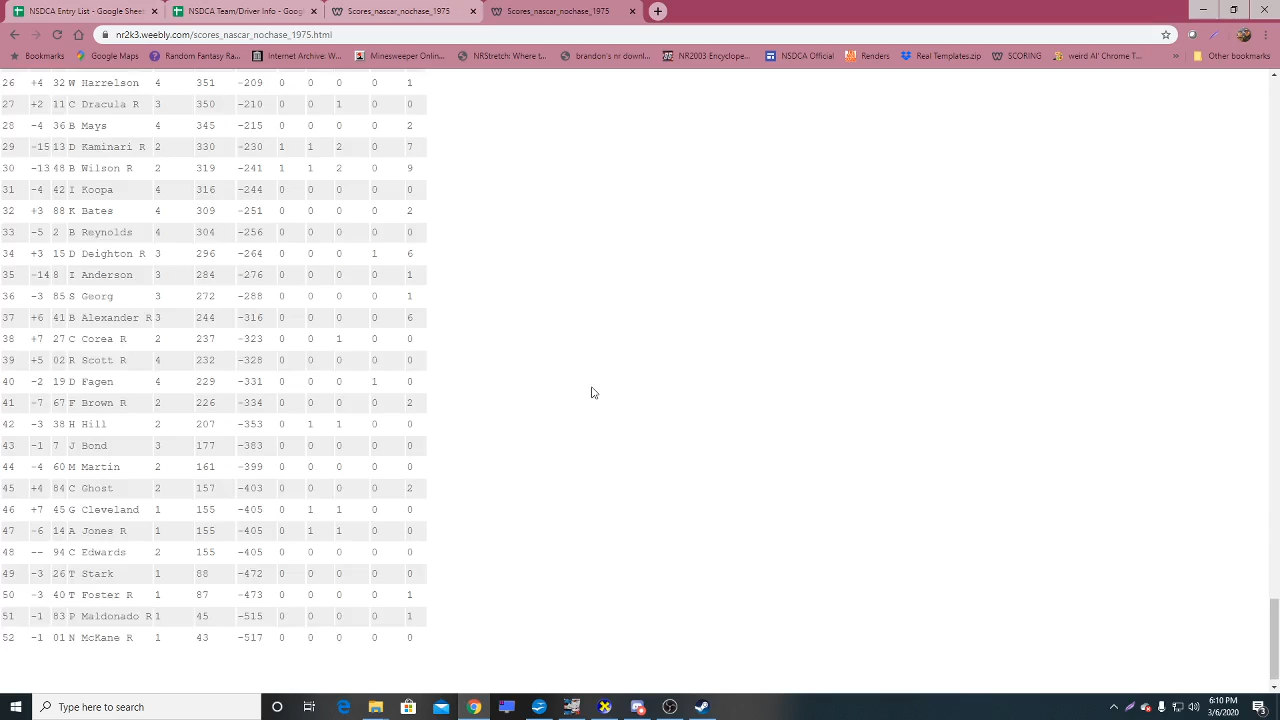 NSDCA Entry List - Google Sheet
NSDCA Team/Driver Info - Googl
Scores_nascar_nochase_1975
Scores_nascar_nochase_1975
nr2k3.weebly.com/scores_nascar_nochase_1975.html
Bookmarks
Random Fantasy Ra...
Internet Archive: W...
Minesweeper Onlin...
NRStretch: Where t...
brandon's nr down...
NR2003 Encyclope...
NSDCA Official
Renders
Real Templates.zip
SCORING
weird Al' Chrome T...
Other bookmarks
26 +4 32 W Harrelson 4 351 -209 0 0 0 0 1
27 +2 11 C Dracula R 3 350 -210 0 0 1 0 0
28 -4 36 B Mays 4 345 -215 0 0 0 0 2
29 -15 13 D Kaminari R 2 330 -230 1 1 2 0 7
30 -13 48 B Wilson R 2 319 -241 1 1 2 0 9
31 -4 42 I Koopa 4 316 -244 0 0 0 0 0
32 +3 88 K Bates 4 309 -251 0 0 0 0 2
33 -5 2 B Reynolds 4 304 -256 0 0 0 0 0
34 +3 15 D Deighton R 3 296 -264 0 0 0 1 6
35 -14 8 I Anderson 3 284 -276 0 0 0 0 1
36 -3 85 S Georg 3 272 -288 0 0 0 0 1
37 +6 41 B Alexander R 3 244 -316 0 0 0 0 6
38 +7 27 C Corea R 2 237 -323 0 0 1 0 0
39 +5 02 R Scott R 4 232 -328 0 0 0 0 0
40 -2 19 D Fagen 4 229 -331 0 0 0 1 0
41 -7 67 F Brown R 2 226 -334 0 0 0 0 2
42 -3 38 H Hill 2 207 -353 0 1 1 0 0
43 -1 7 J Bond 3 177 -383 0 0 0 0 0
44 -4 60 M Martin 2 161 -399 0 0 0 0 0
45 +4 84 C Ghost 2 157 -403 0 0 0 0 2
46 +7 45 G Cleveland 1 155 -405 0 1 1 0 0
47 -6 14 A Jones R 1 155 -405 0 1 1 0 0
48 -- 94 C Edwards 2 155 -405 0 0 0 0 0
49 -3 26 T Stark 1 88 -472 0 0 0 0 0
50 -3 40 T Foster R 1 87 -473 0 0 0 0 1
51 -1 83 P Maldonado R 1 45 -515 0 0 0 0 1
52 -1 01 N McKane R 1 43 -517 0 0 0 0 0
Type here to search
6:10 PM
3/6/2020